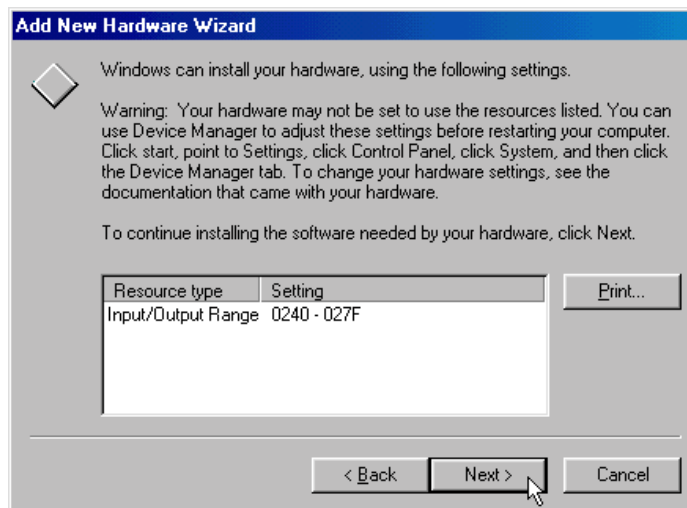 Add New Hardware Wizard
Windows can install your hardware, using the following settings.
Warning: Your hardware may not be set to use the resources listed. You can
use Device Manager to adjust these settings before restarting your computer.
Click start, point to Settings, click Control Panel, click System, and then click
the Device Manager tab. To change your hardware settings, see the
documentation that came with your hardware.
To continue installing the software needed by your hardware, click Next.
Resource type Setting
Print...
Input/Output Range 0240 - 027F
< Back Next > Cancel